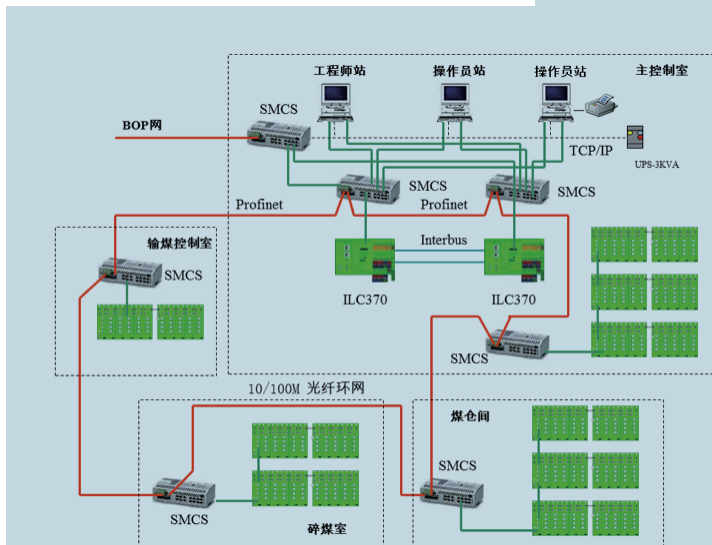 工程师站
操作员站
操作员站
主控制室
SMCS
BOP网
TCP/IP
UPS-3KVA
SMCS
SMCS
Profinet
Profinet
输煤控制室
Interbus
SMCS
ILC370
ILC370
SMCS
10/100M 光纤环网
煤仓间
SMCS
SMCS
碎煤室